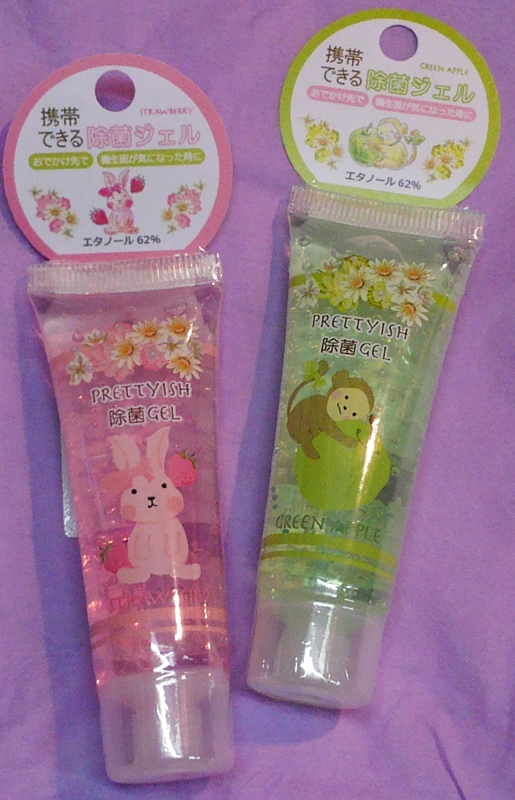 携帯
できる
STRAWBERRY
除菌ジェル
おでかけ先で 衛生面が気になった時に
エタノール 62%
PRETTYISH
除菌GEL
STRAWBERRY
携帯
できる
GREEN APPLE
除菌ジェル
おでかけ先で 衛生面が気になった時に
エタノール 62%
PRETTYISH
除菌GEL
GREEN APPLE